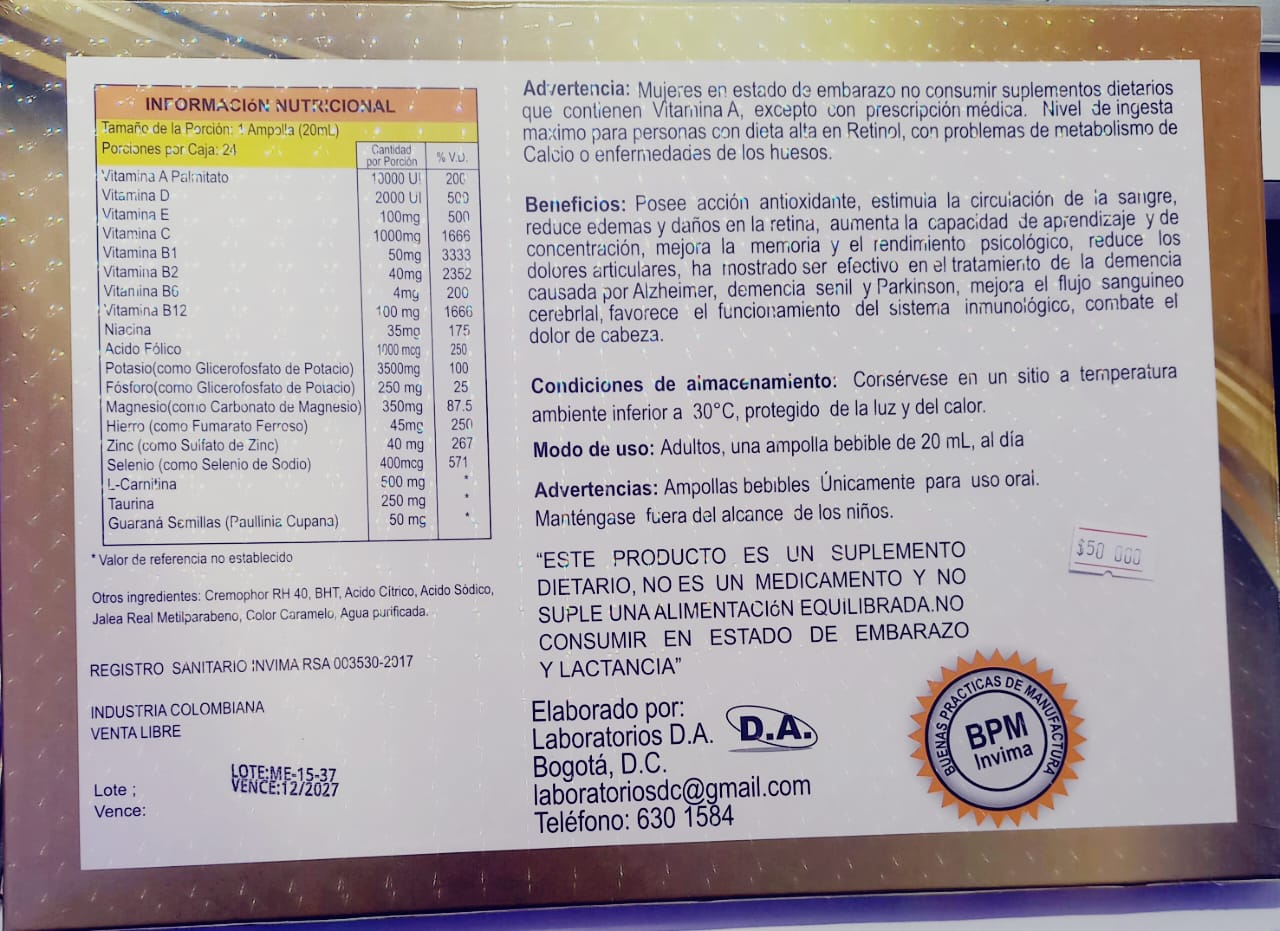 INFORMACIóN NUTRICIONAL
Tamaño de la Porción: 1 Ampolla (20mL)
Porciones por Caja: 24
Cantidad por Porción % V.D.
Vitamina A Palmitato 10000 UI 200
Vitamina D 2000 UI 500
Vitamina E 100mg 500
Vitamina C 1000mg 1666
Vitamina B1 50mg 3333
Vitamina B2 40mg 2352
Vitamina B6 4mg 200
Vitamina B12 100 mg 1666
Niacina 35mg 175
Acido Fólico 1000 mcg 250
Potasio(como Glicerofosfato de Potacio) 3500mg 100
Fósforo(como Glicerofosfato de Potacio) 250 mg 25
Magnesio(como Carbonato de Magnesio) 350mg 87.5
Hierro (como Fumarato Ferroso) 45mg 250
Zinc (como Sulfato de Zinc) 40 mg 267
Selenio (como Selenio de Sodio) 400mcg 571
L-Carnitina 500 mg *
Taurina 250 mg *
Guaraná Semillas (Paullinia Cupana) 50 mg *
* Valor de referencia no establecido
Otros ingredientes: Cremophor RH 40, BHT, Acido Cítrico, Acido Sódico,
Jalea Real Metilparabeno, Color Caramelo, Agua purificada.
REGISTRO SANITARIO INVIMA RSA 003530-2017
INDUSTRIA COLOMBIANA
VENTA LIBRE
Lote ;
LOTE:ME-15-37
VENCE:12/2027
Vence:
Advertencia: Mujeres en estado de embarazo no consumir suplementos dietarios
que contienen Vitamina A, excepto con prescripción médica. Nivel de ingesta
maximo para personas con dieta alta en Retinol, con problemas de metabolismo de
Calcio o enfermedades de los huesos.
Beneficios: Posee acción antioxidante, estimula la circulación de la sangre,
reduce edemas y daños en la retina, aumenta la capacidad de aprendizaje y de
concentración, mejora la memoria y el rendimiento psicológico, reduce los
dolores articulares, ha mostrado ser efectivo en el tratamiento de la demencia
causada por Alzheimer, demencia senil y Parkinson, mejora el flujo sanguineo
cerebrlal, favorece el funcionamiento del sistema inmunológico, combate el
dolor de cabeza.
Condiciones de almacenamiento: Consérvese en un sitio a temperatura
ambiente inferior a 30°C, protegido de la luz y del calor.
Modo de uso: Adultos, una ampolla bebible de 20 mL, al día
Advertencias: Ampollas bebibles Únicamente para uso oral.
Manténgase fuera del alcance de los niños.
“ESTE PRODUCTO ES UN SUPLEMENTO
DIETARIO, NO ES UN MEDICAMENTO Y NO
SUPLE UNA ALIMENTACIóN EQUILIBRADA.NO
CONSUMIR EN ESTADO DE EMBARAZO
Y LACTANCIA”
$50 000
Elaborado por:
Laboratorios D.A. D.A.
Bogotá, D.C.
laboratoriosdc@gmail.com
Teléfono: 630 1584
BUENAS PRACTICAS DE MANUFACTURA
BPM
Invima